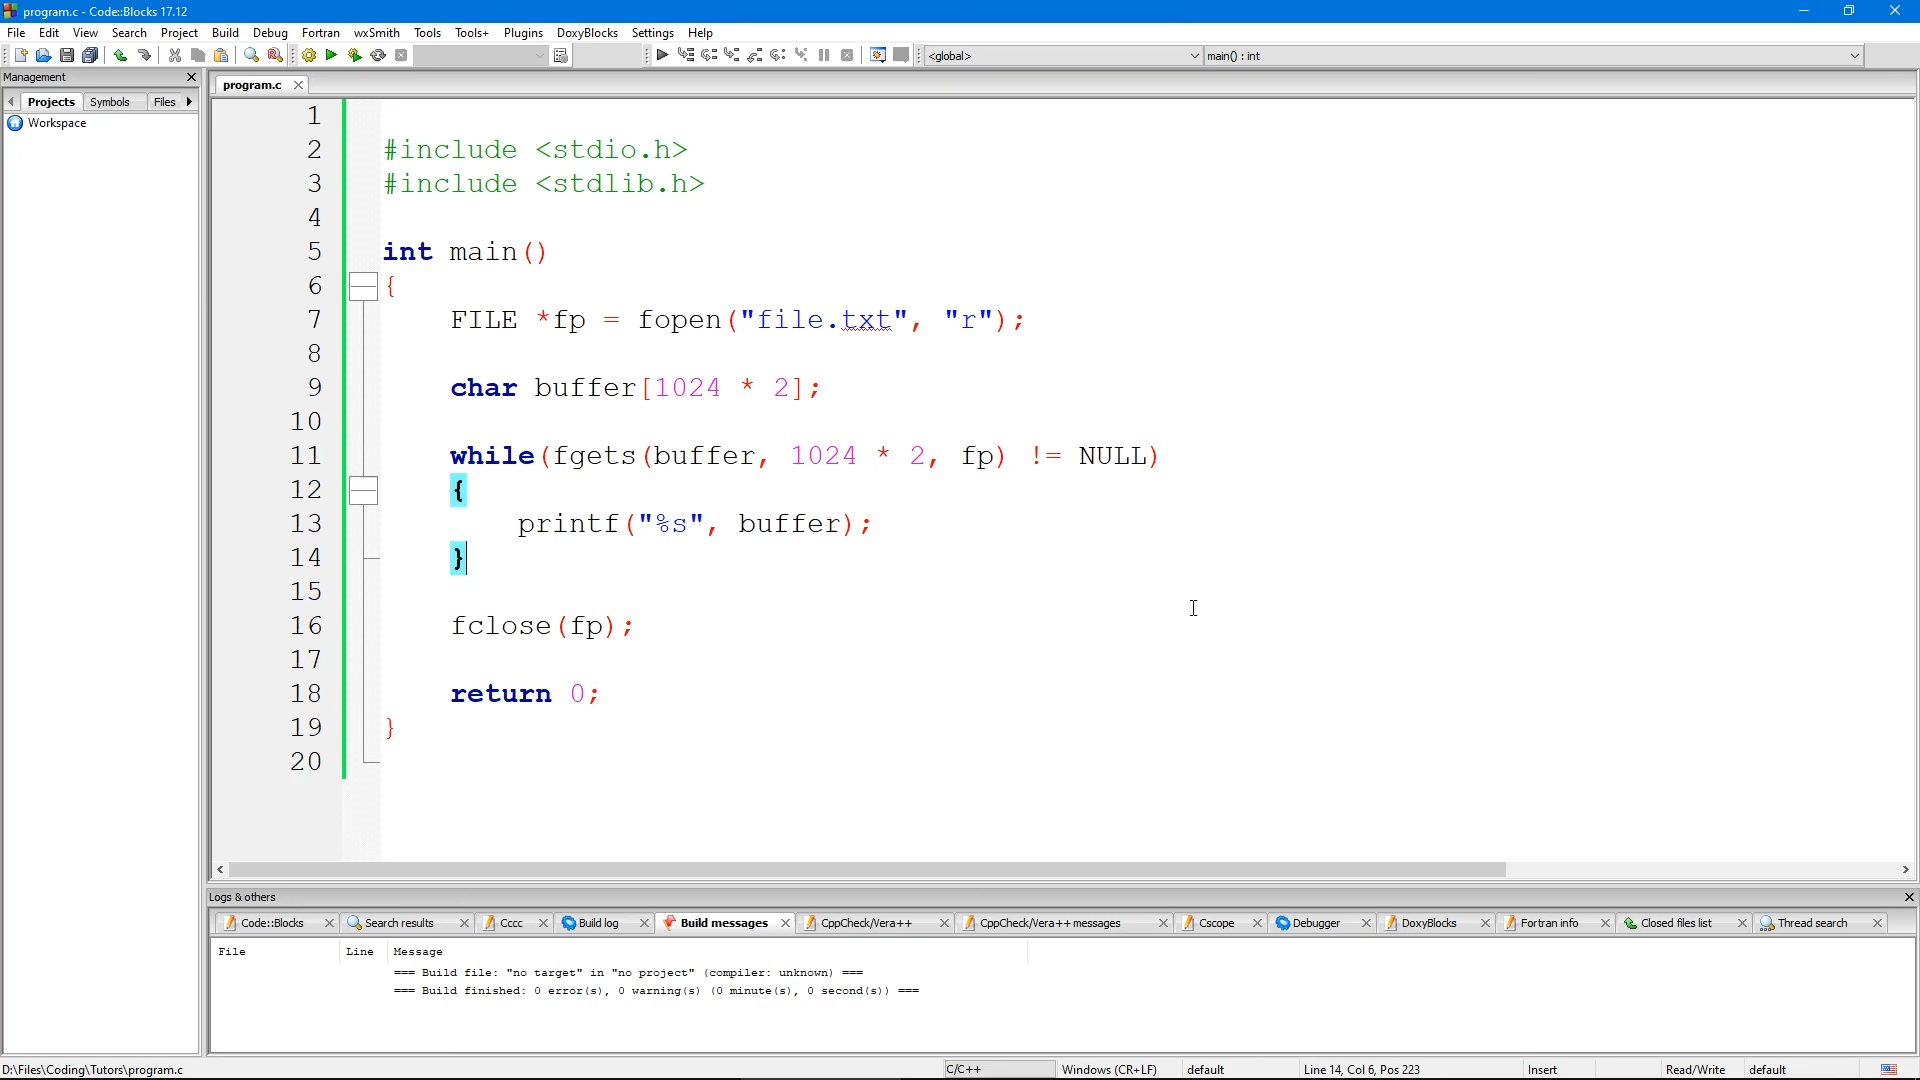 program.c - Code::Blocks 17.12
File Edit View Search Project Build Debug Fortran wxSmith Tools Tools+ Plugins DoxyBlocks Settings Help
<global> main() : int
Management
Projects Symbols Files
Workspace
program.c
1
2 #include <stdio.h>
3 #include <stdlib.h>
4
5 int main()
6 {
7 FILE *fp = fopen("file.txt", "r");
8
9 char buffer[1024 * 2];
10
11 while(fgets(buffer, 1024 * 2, fp) != NULL)
12 {
13 printf("%s", buffer);
14 }
15
16 fclose(fp);
17
18 return 0;
19 }
20
Logs & others
Code::Blocks Search results Cccc Build log Build messages CppCheck/Vera++ CppCheck/Vera++ messages Cscope Debugger DoxyBlocks Fortran info Closed files list Thread search
File Line Message
=== Build file: "no target" in "no project" (compiler: unknown) ===
=== Build finished: 0 error(s), 0 warning(s) (0 minute(s), 0 second(s)) ===
D:\Files\Coding\Tutors\program.c C/C++ Windows (CR+LF) default Line 14, Col 6, Pos 223 Insert Read/Write default